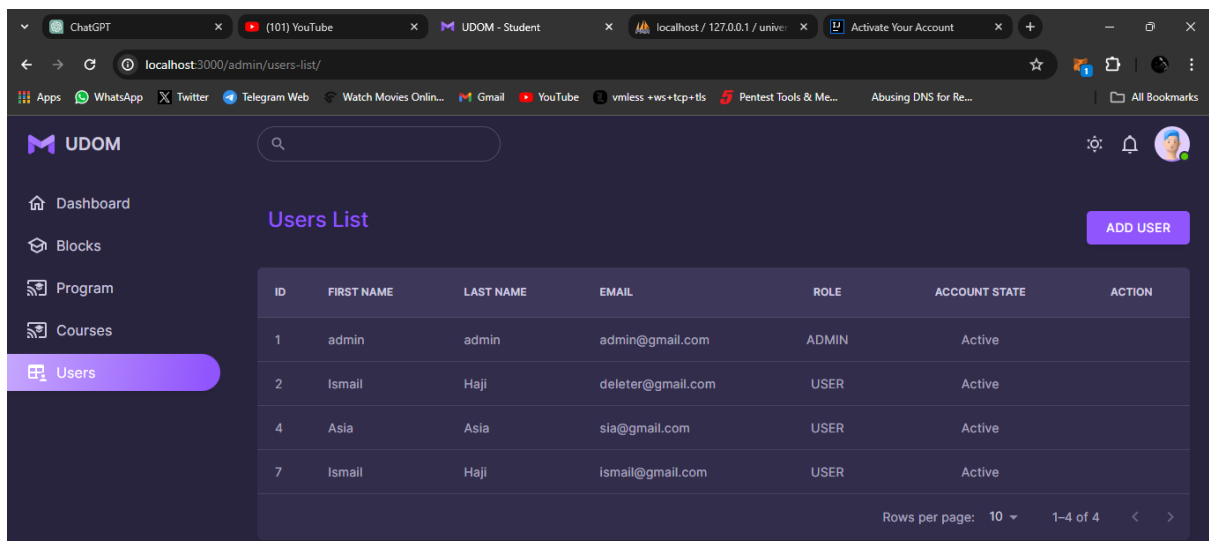 ChatGPT (101) YouTube UDOM - Student localhost / 127.0.0.1 / univer Activate Your Account
localhost:3000/admin/users-list/
Apps WhatsApp Twitter Telegram Web Watch Movies Onlin... Gmail YouTube vmless +ws+tcp+tls Pentest Tools & Me... Abusing DNS for Re... All Bookmarks
UDOM
Dashboard
Blocks
Program
Courses
Users
Users List
ADD USER
ID FIRST NAME LAST NAME EMAIL ROLE ACCOUNT STATE ACTION
1 admin admin admin@gmail.com ADMIN Active
2 Ismail Haji deleter@gmail.com USER Active
4 Asia Asia sia@gmail.com USER Active
7 Ismail Haji ismail@gmail.com USER Active
Rows per page: 10 1–4 of 4